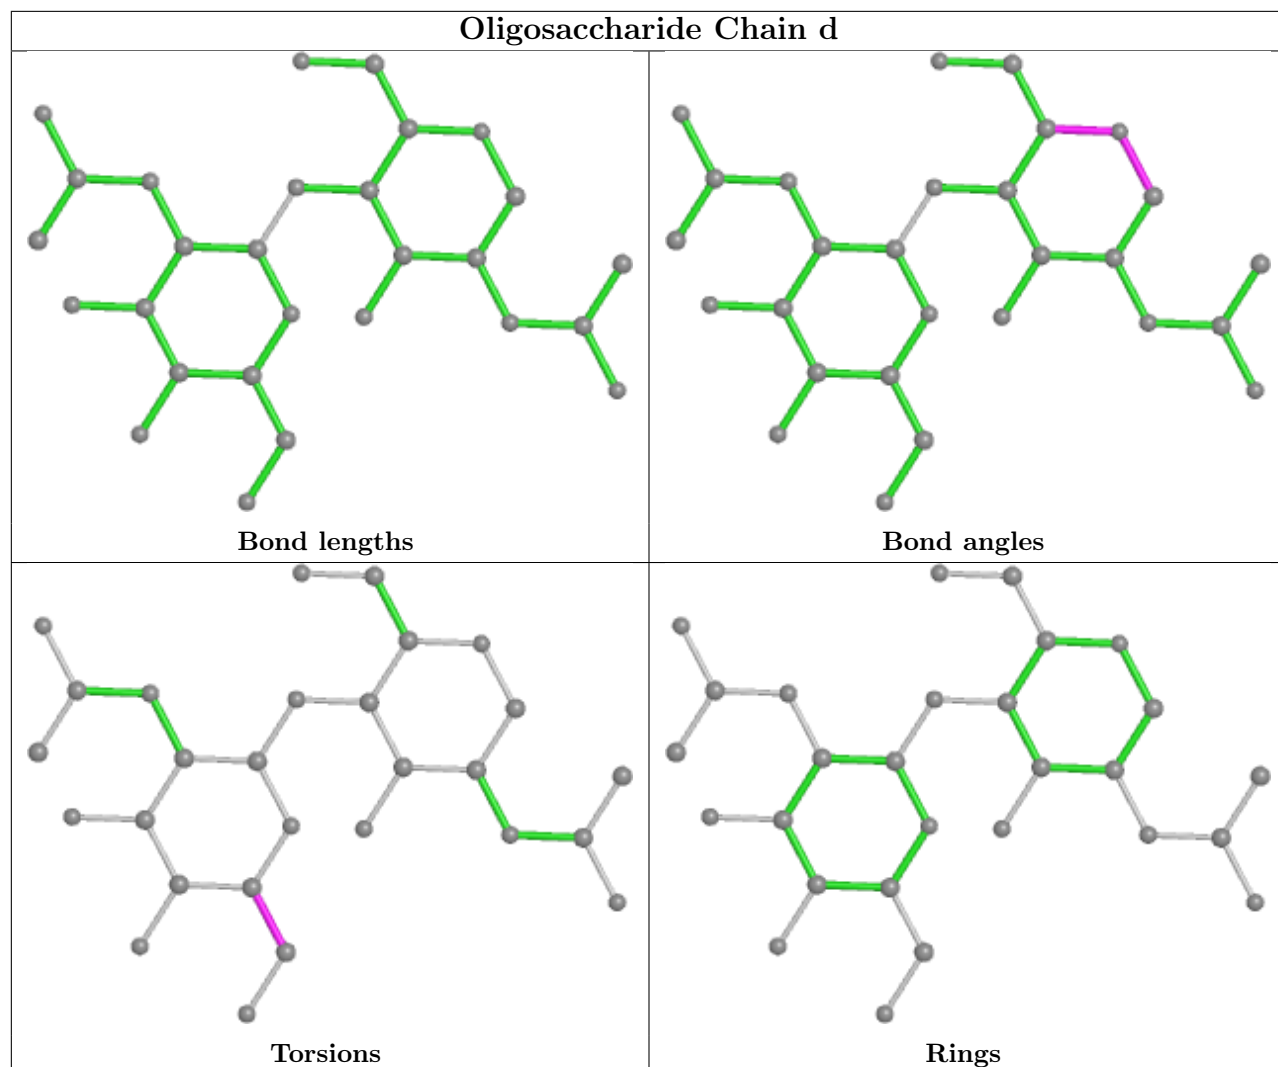 Oligosaccharide Chain d
Bond lengths
Bond angles
Torsions
Rings